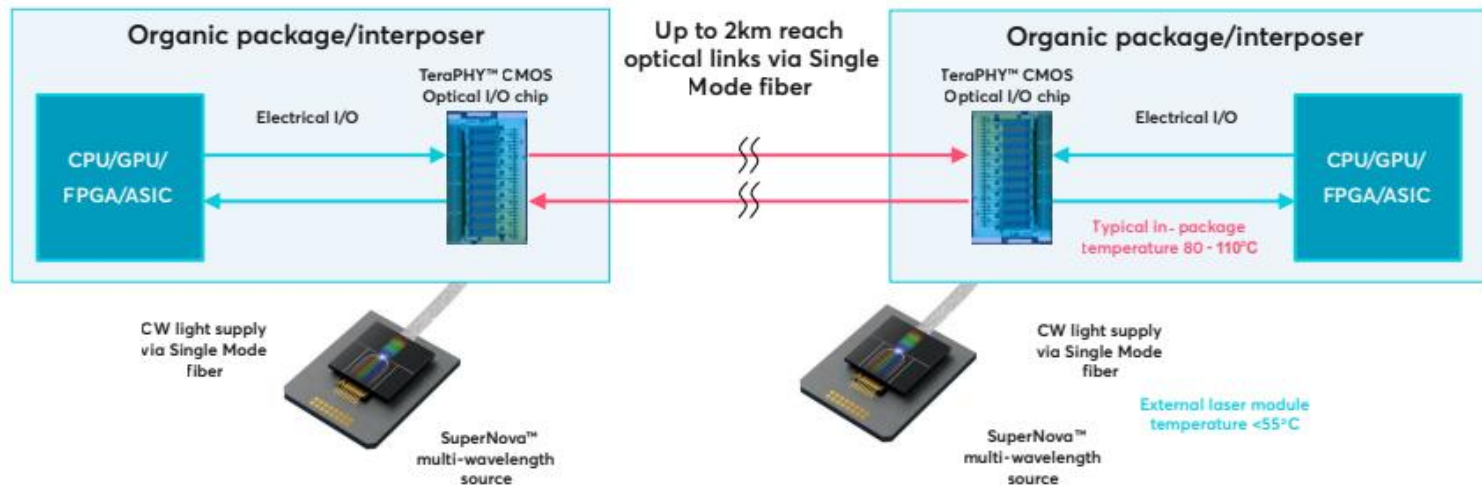 Organic package/interposer
TeraPHY™ CMOS
Optical I/O chip
Electrical I/O
CPU/GPU/
FPGA/ASIC
Up to 2km reach
optical links via Single
Mode fiber
Organic package/interposer
TeraPHY™ CMOS
Optical I/O chip
Electrical I/O
CPU/GPU/
FPGA/ASIC
Typical in- package
temperature 80 - 110°C
CW light supply
via Single Mode
fiber
SuperNova™
multi-wavelength
source
CW light supply
via Single Mode
fiber
External laser module
temperature <55°C
SuperNova™
multi-wavelength
source